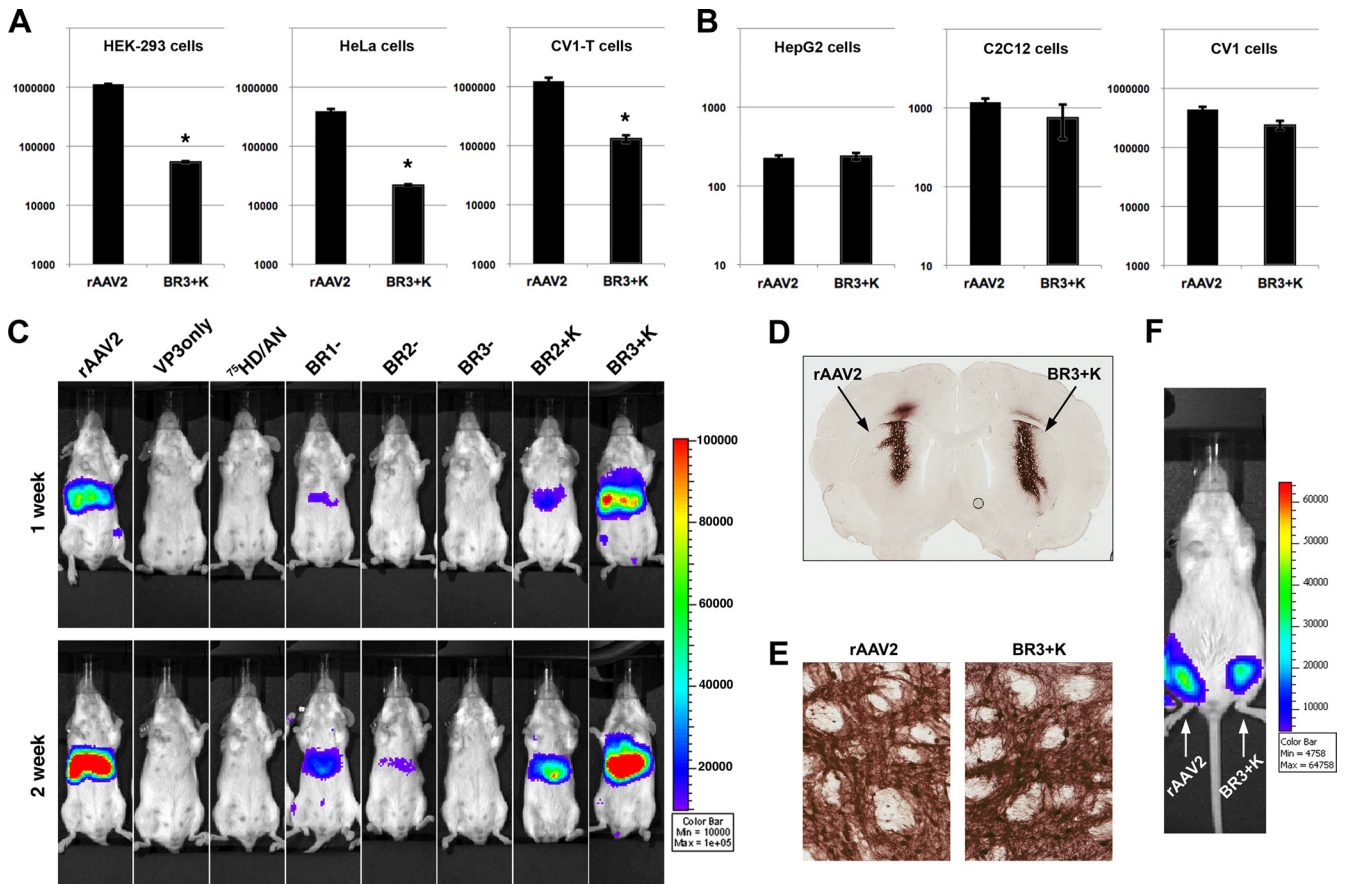 A
HEK-293 cells
1000000
100000
10000
1000
*
rAAV2
BR3+K
HeLa cells
1000000
100000
10000
1000
*
rAAV2
BR3+K
CV1-T cells
1000000
100000
10000
1000
*
rAAV2
BR3+K
B
HepG2 cells
1000
100
10
rAAV2
BR3+K
C2C12 cells
1000
100
10
rAAV2
BR3+K
CV1 cells
1000000
100000
10000
1000
rAAV2
BR3+K
C
rAAV2
VP3only
75HD/AN
BR1-
BR2-
BR3-
BR2+K
BR3+K
1 week
2 week
100000
80000
60000
40000
20000
Color Bar
Min = 10000
Max = 1e+05
D
rAAV2
BR3+K
E
rAAV2
BR3+K
F
60000
50000
40000
30000
20000
10000
Color Bar
Min = 4758
Max = 64758
rAAV2
BR3+K